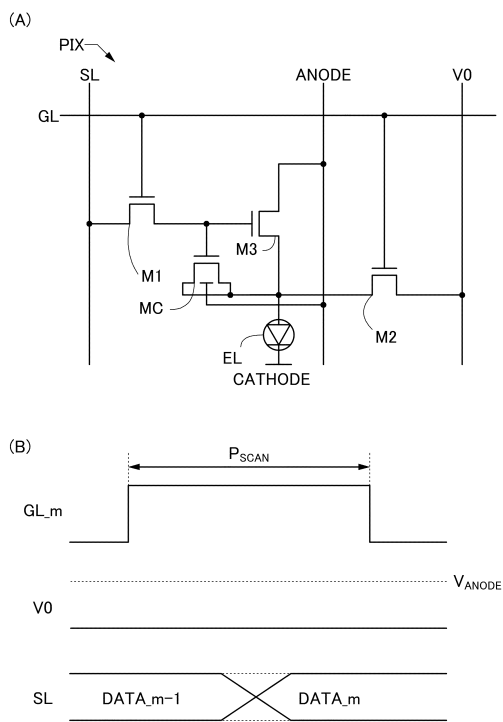 (A)
PIX
SL ANODE V0
GL
M1
M3
MC
M2
EL
CATHODE
(B)
PSCAN
GL_m
VANODE
V0
SL DATA_m-1 DATA_m